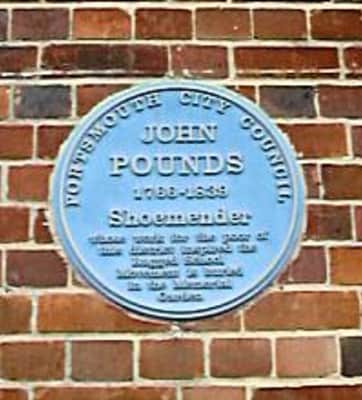 PORTSMOUTH CITY COUNCIL
JOHN
POUNDS
1766-1839
Shoemender
whose work for the poor of
this District inspired the
Ragged School
Movement is buried
in the Memorial
Garden